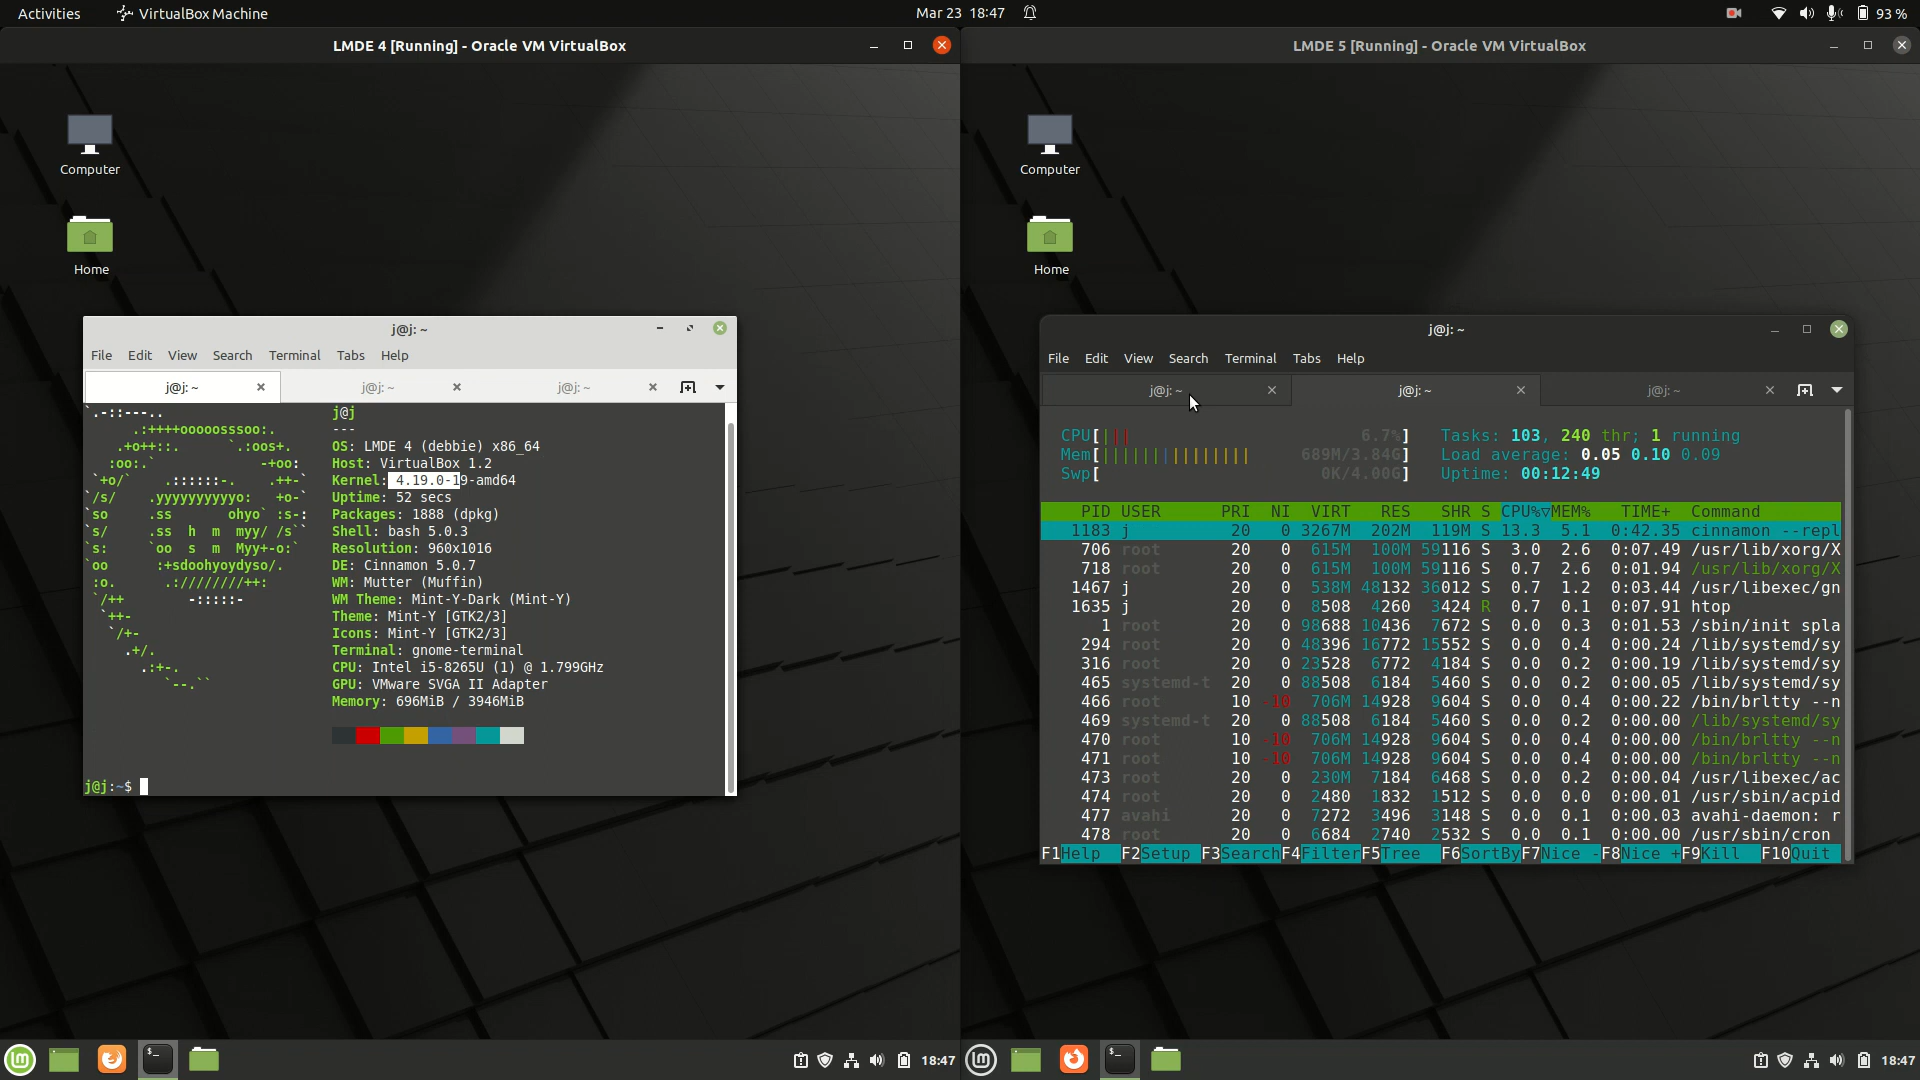 Activities
VirtualBox Machine
Mar 23 18:47
93 %
LMDE 4 [Running] - Oracle VM VirtualBox
Computer
Home
j@j: ~
File Edit View Search Terminal Tabs Help
j@j: ~
j@j: ~
j@j: ~
`.-::---..
.:++++ooooosssoo:.
.+o++::.      `.:oos+.
:oo:.`             -+oo:
`+o/`    .::::::-.    .++-`
`/s/    .yyyyyyyyyyo:   +o-`
`so     .ss       ohyo` :s-:
`s/     .ss  h  m  myy/ /s``
`s:     `oo  s  m  Myy+-o:`
`oo      :+sdoohyoydyso/.
:o.      .:////////++:
`/++        -:::::-
`++-
`/+-
.+/.
.:+-.
`--.``
j@j
---
OS: LMDE 4 (debbie) x86_64
Host: VirtualBox 1.2
Kernel: 4.19.0-19-amd64
Uptime: 52 secs
Packages: 1888 (dpkg)
Shell: bash 5.0.3
Resolution: 960x1016
DE: Cinnamon 5.0.7
WM: Mutter (Muffin)
WM Theme: Mint-Y-Dark (Mint-Y)
Theme: Mint-Y [GTK2/3]
Icons: Mint-Y [GTK2/3]
Terminal: gnome-terminal
CPU: Intel i5-8265U (1) @ 1.799GHz
GPU: VMware SVGA II Adapter
Memory: 696MiB / 3946MiB
j@j:~$
18:47
LMDE 5 [Running] - Oracle VM VirtualBox
Computer
Home
j@j: ~
File Edit View Search Terminal Tabs Help
j@j: ~
j@j: ~
j@j: ~
CPU[||| 6.7%]
Mem[|||||||||||||||| 689M/3.84G]
Swp[ 0K/4.00G]
Tasks: 103, 240 thr; 1 running
Load average: 0.05 0.10 0.09
Uptime: 00:12:49
PID USER PRI NI VIRT RES SHR S CPU%▽MEM% TIME+ Command
1183 j 20 0 3267M 202M 119M S 13.3 5.1 0:42.35 cinnamon --repl
706 root 20 0 615M 100M 59116 S 3.0 2.6 0:07.49 /usr/lib/xorg/X
718 root 20 0 615M 100M 59116 S 0.7 2.6 0:01.94 /usr/lib/xorg/X
1467 j 20 0 538M 48132 36012 S 0.7 1.2 0:03.44 /usr/libexec/gn
1635 j 20 0 8508 4260 3424 R 0.7 0.1 0:07.91 htop
1 root 20 0 98688 10436 7672 S 0.0 0.3 0:01.53 /sbin/init spla
294 root 20 0 48396 16772 15552 S 0.0 0.4 0:00.24 /lib/systemd/sy
316 root 20 0 23528 6772 4184 S 0.0 0.2 0:00.19 /lib/systemd/sy
465 systemd-t 20 0 88508 6184 5460 S 0.0 0.2 0:00.05 /lib/systemd/sy
466 root 10 -10 706M 14928 9604 S 0.0 0.4 0:00.22 /bin/brltty --n
469 systemd-t 20 0 88508 6184 5460 S 0.0 0.2 0:00.00 /lib/systemd/sy
470 root 10 -10 706M 14928 9604 S 0.0 0.4 0:00.00 /bin/brltty --n
471 root 10 -10 706M 14928 9604 S 0.0 0.4 0:00.00 /bin/brltty --n
473 root 20 0 230M 7184 6468 S 0.0 0.2 0:00.04 /usr/libexec/ac
474 root 20 0 2480 1832 1512 S 0.0 0.0 0:00.01 /usr/sbin/acpid
477 avahi 20 0 7272 3496 3148 S 0.0 0.1 0:00.03 avahi-daemon: r
478 root 20 0 6684 2740 2532 S 0.0 0.1 0:00.00 /usr/sbin/cron
F1Help F2Setup F3SearchF4FilterF5Tree F6SortByF7Nice -F8Nice +F9Kill F10Quit
18:47